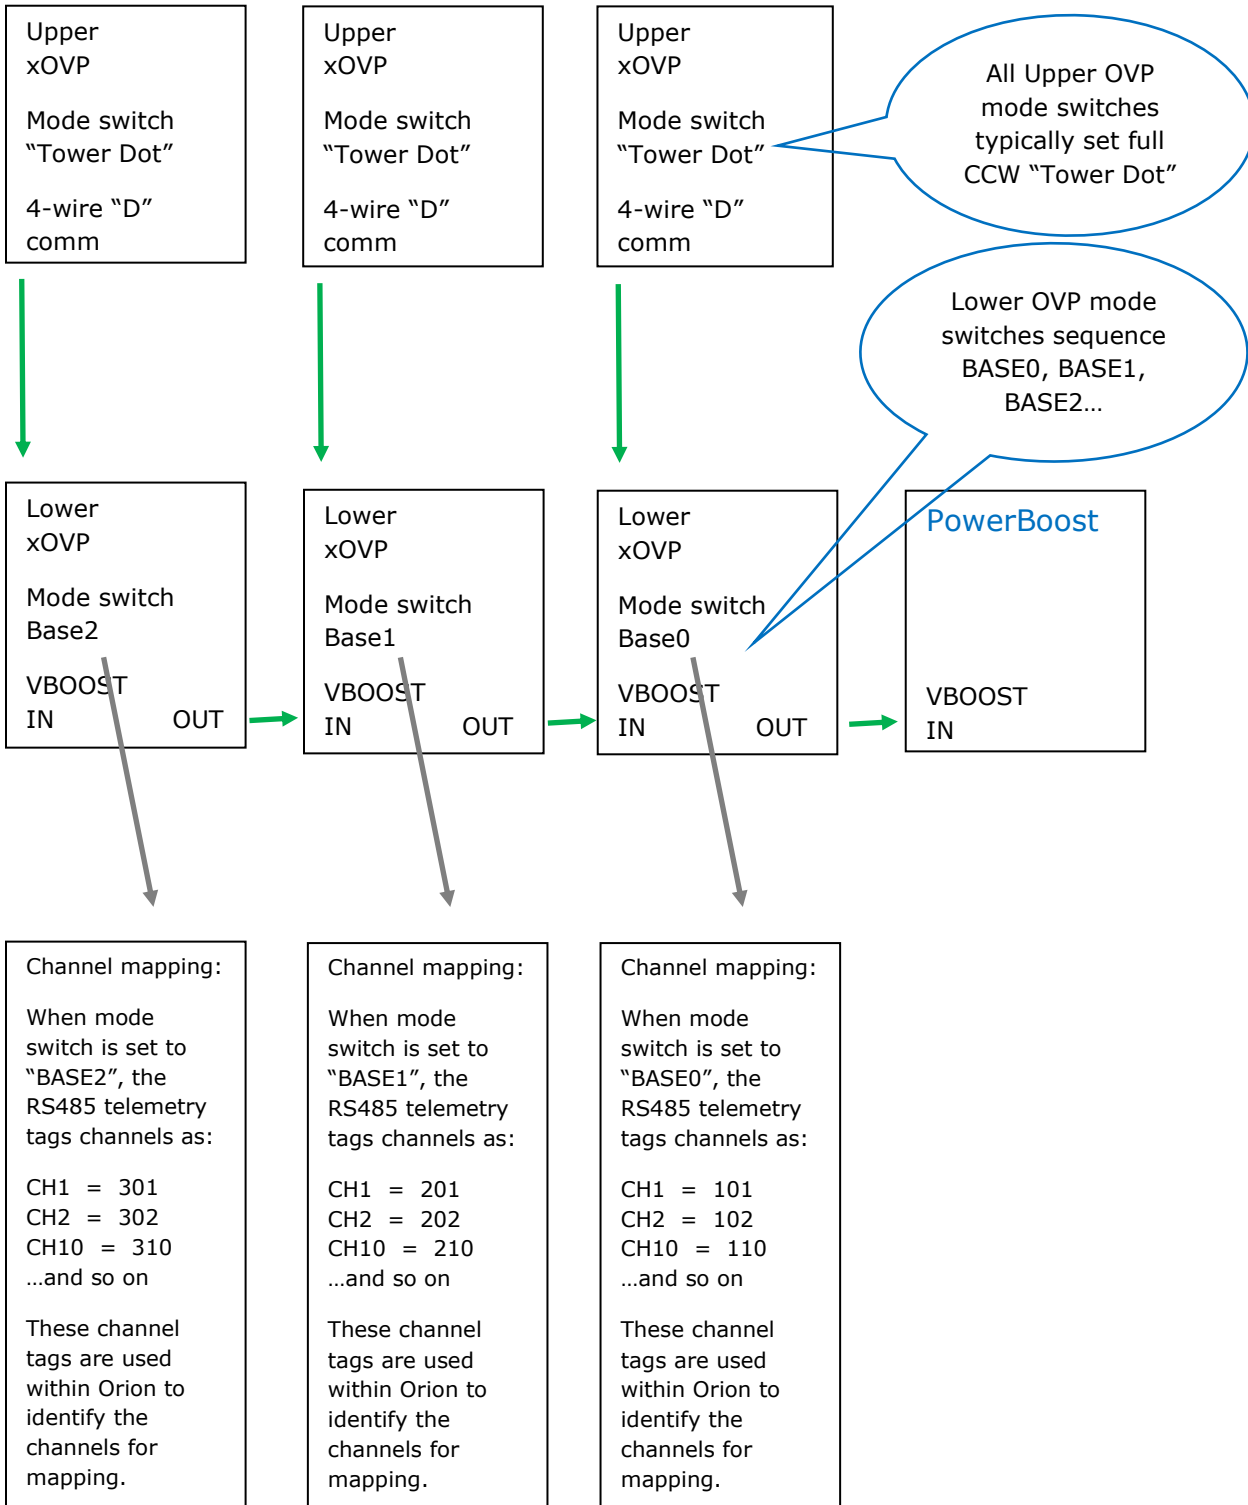 Upper
xOVP
Mode switch
“Tower Dot”
4-wire “D”
comm
Upper
xOVP
Mode switch
“Tower Dot”
4-wire “D”
comm
Upper
xOVP
Mode switch
“Tower Dot”
4-wire “D”
comm
All Upper OVP
mode switches
typically set full
CCW “Tower Dot”
Lower OVP mode
switches sequence
BASE0, BASE1,
BASE2…
Lower
xOVP
Mode switch
Base2
VBOOST
IN OUT
Lower
xOVP
Mode switch
Base1
VBOOST
IN OUT
Lower
xOVP
Mode switch
Base0
VBOOST
IN OUT
PowerBoost
VBOOST
IN
Channel mapping:
When mode
switch is set to
“BASE2”, the
RS485 telemetry
tags channels as:
CH1 = 301
CH2 = 302
CH10 = 310
…and so on
These channel
tags are used
within Orion to
identify the
channels for
mapping.
Channel mapping:
When mode
switch is set to
“BASE1”, the
RS485 telemetry
tags channels as:
CH1 = 201
CH2 = 202
CH10 = 210
…and so on
These channel
tags are used
within Orion to
identify the
channels for
mapping.
Channel mapping:
When mode
switch is set to
“BASE0”, the
RS485 telemetry
tags channels as:
CH1 = 101
CH2 = 102
CH10 = 110
…and so on
These channel
tags are used
within Orion to
identify the
channels for
mapping.